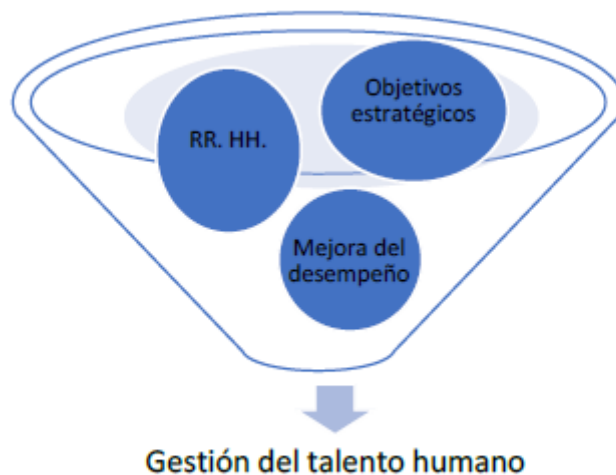 Objetivos
estratégicos
RR. HH.
Mejora del
desempeño
Gestión del talento humano